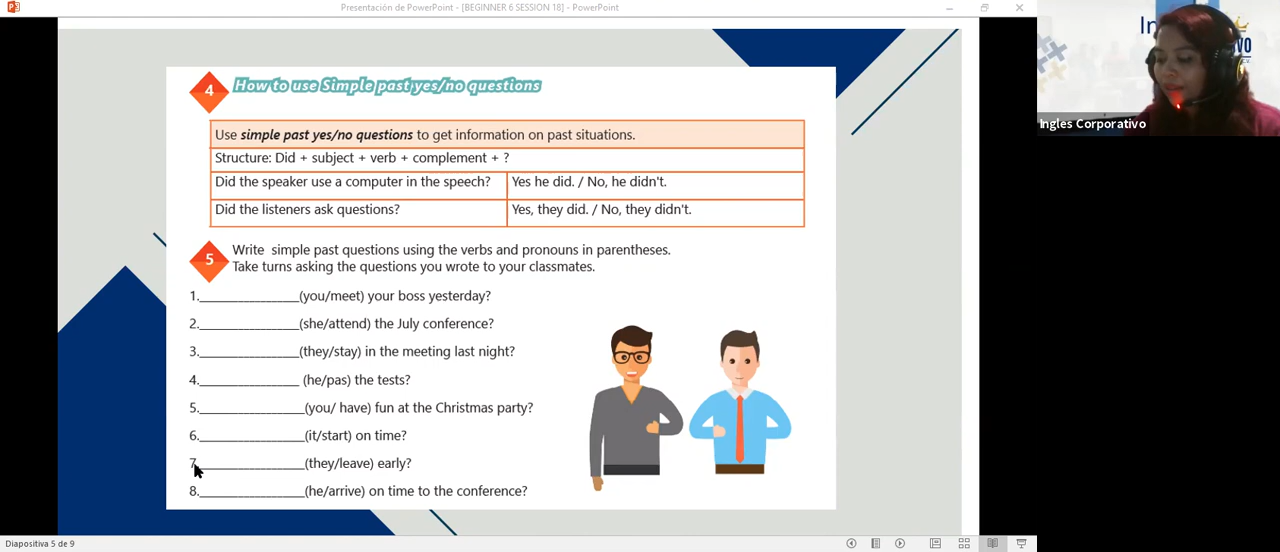 Presentación de PowerPoint - [BEGINNER 6 SESSION 18] - PowerPoint
4
How to use Simple past yes/no questions
Use simple past yes/no questions to get information on past situations.
Structure: Did + subject + verb + complement + ?
Did the speaker use a computer in the speech? Yes he did. / No, he didn't.
Did the listeners ask questions? Yes, they did. / No, they didn't.
5
Write simple past questions using the verbs and pronouns in parentheses.
Take turns asking the questions you wrote to your classmates.
1.________________(you/meet) your boss yesterday?
2.________________(she/attend) the July conference?
3.________________(they/stay) in the meeting last night?
4.________________ (he/pas) the tests?
5._________________(you/ have) fun at the Christmas party?
6._________________(it/start) on time?
7._________________(they/leave) early?
8._________________(he/arrive) on time to the conference?
Ingles Corporativo
Diapositiva 5 de 9